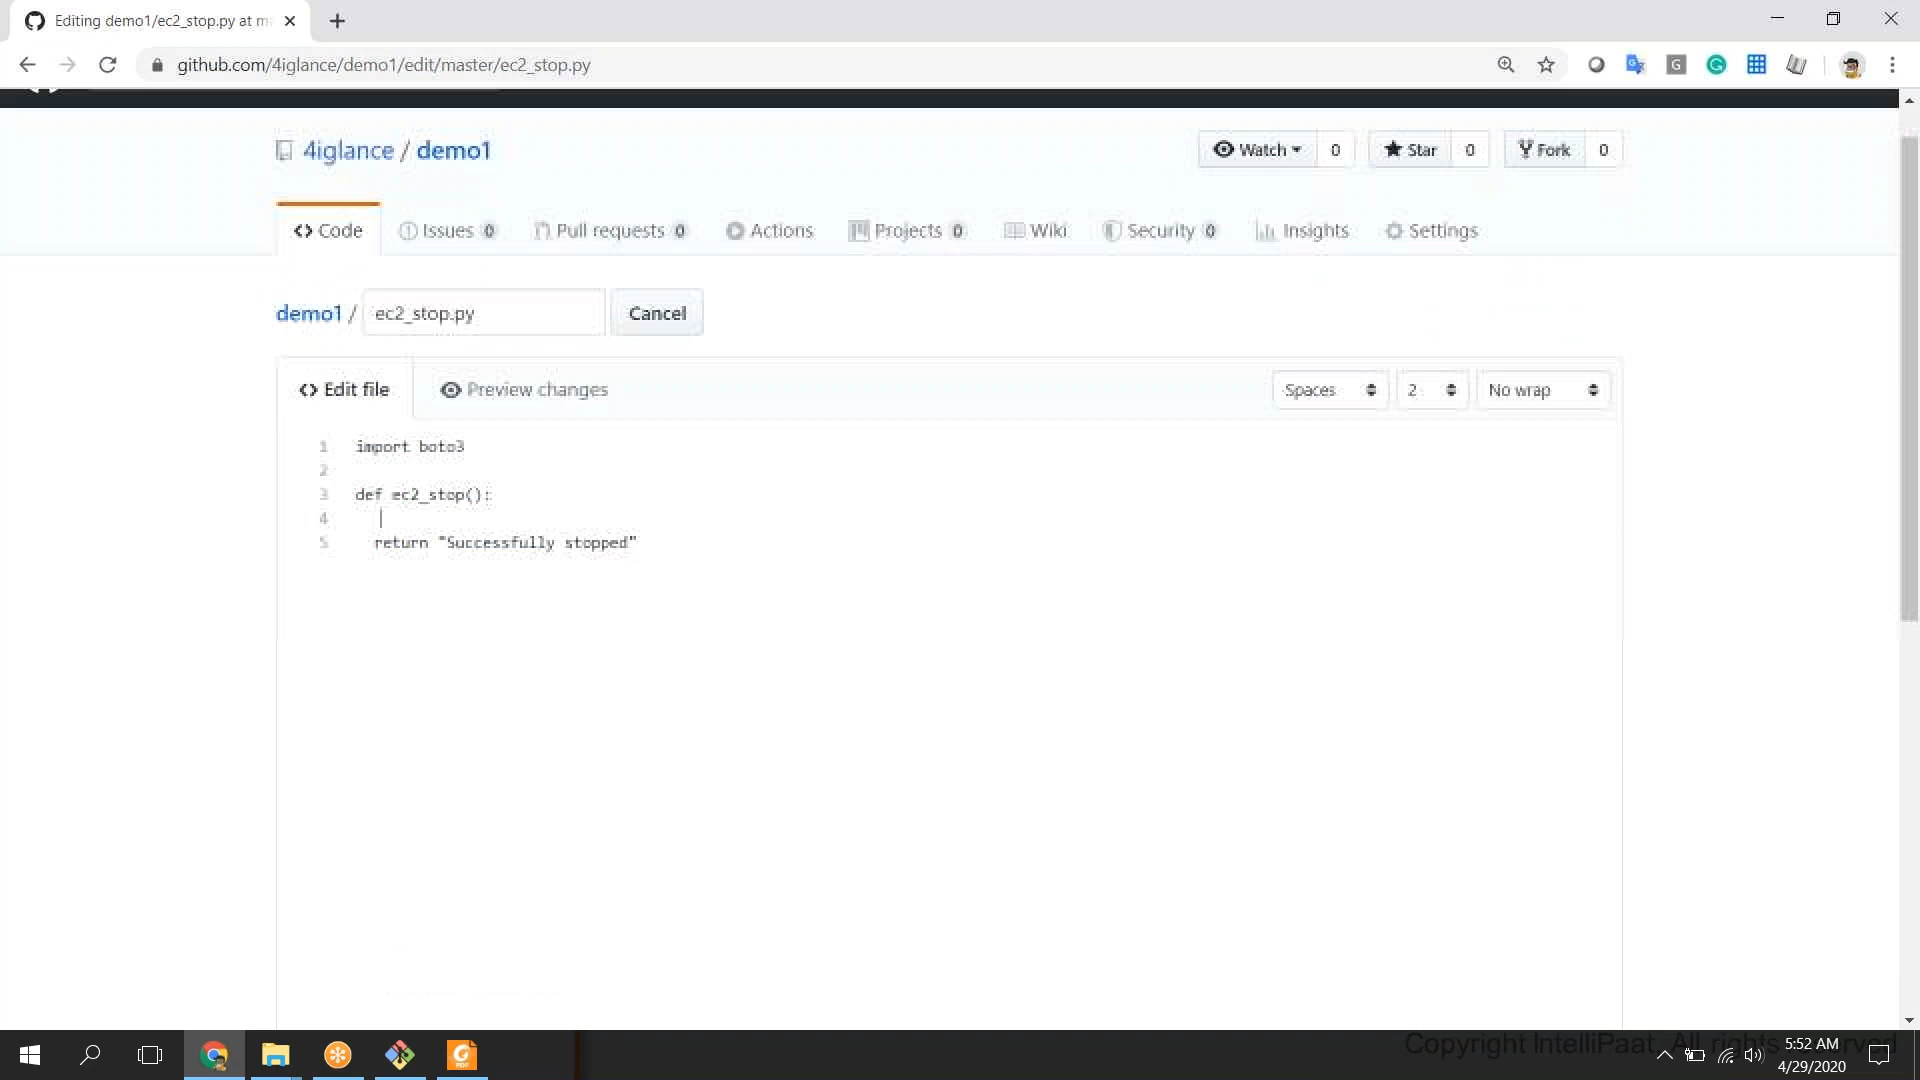 Editing demo1/ec2_stop.py at m
github.com/4iglance/demo1/edit/master/ec2_stop.py
4iglance / demo1
Watch 0 Star 0 Fork 0
Code Issues 0 Pull requests 0 Actions Projects 0 Wiki Security 0 Insights Settings
demo1 / ec2_stop.py Cancel
Edit file Preview changes Spaces 2 No wrap
1 import boto3
2
3 def ec2_stop():
4
5 return "Successfully stopped"
Copyright IntelliPaat, All rights reserved
5:52 AM
4/29/2020